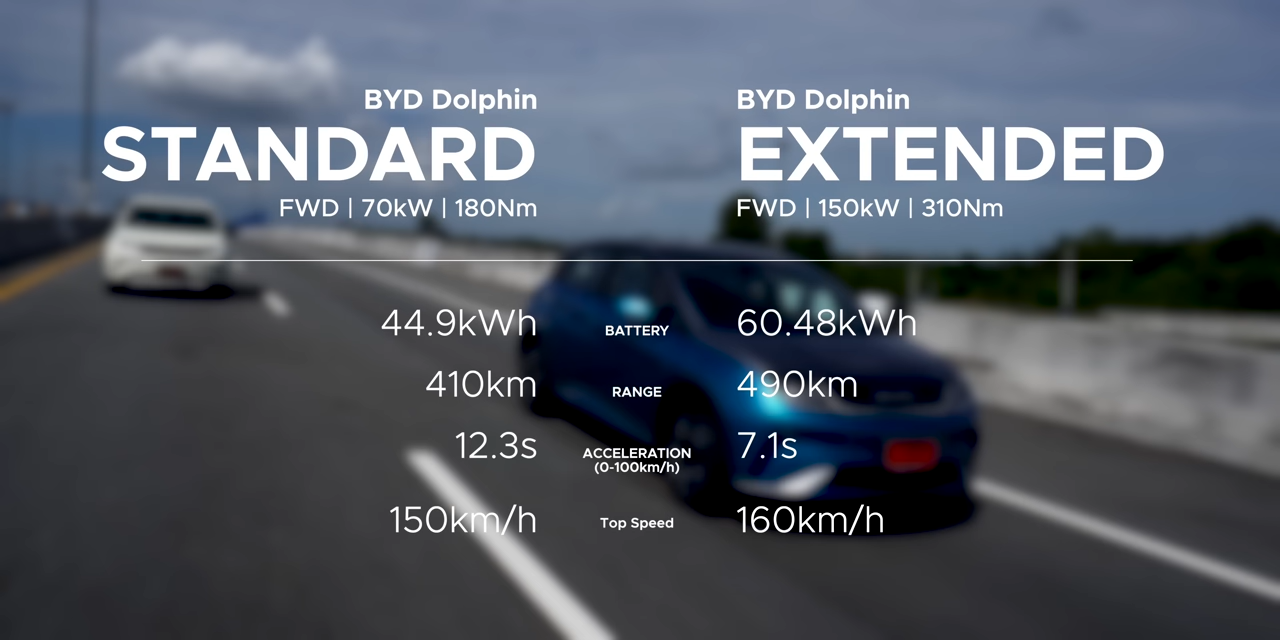 BYD Dolphin
STANDARD
FWD | 70kW | 180Nm
BYD Dolphin
EXTENDED
FWD | 150kW | 310Nm
44.9kWh BATTERY 60.48kWh
410km RANGE 490km
12.3s ACCELERATION 7.1s
(0-100km/h)
150km/h Top Speed 160km/h